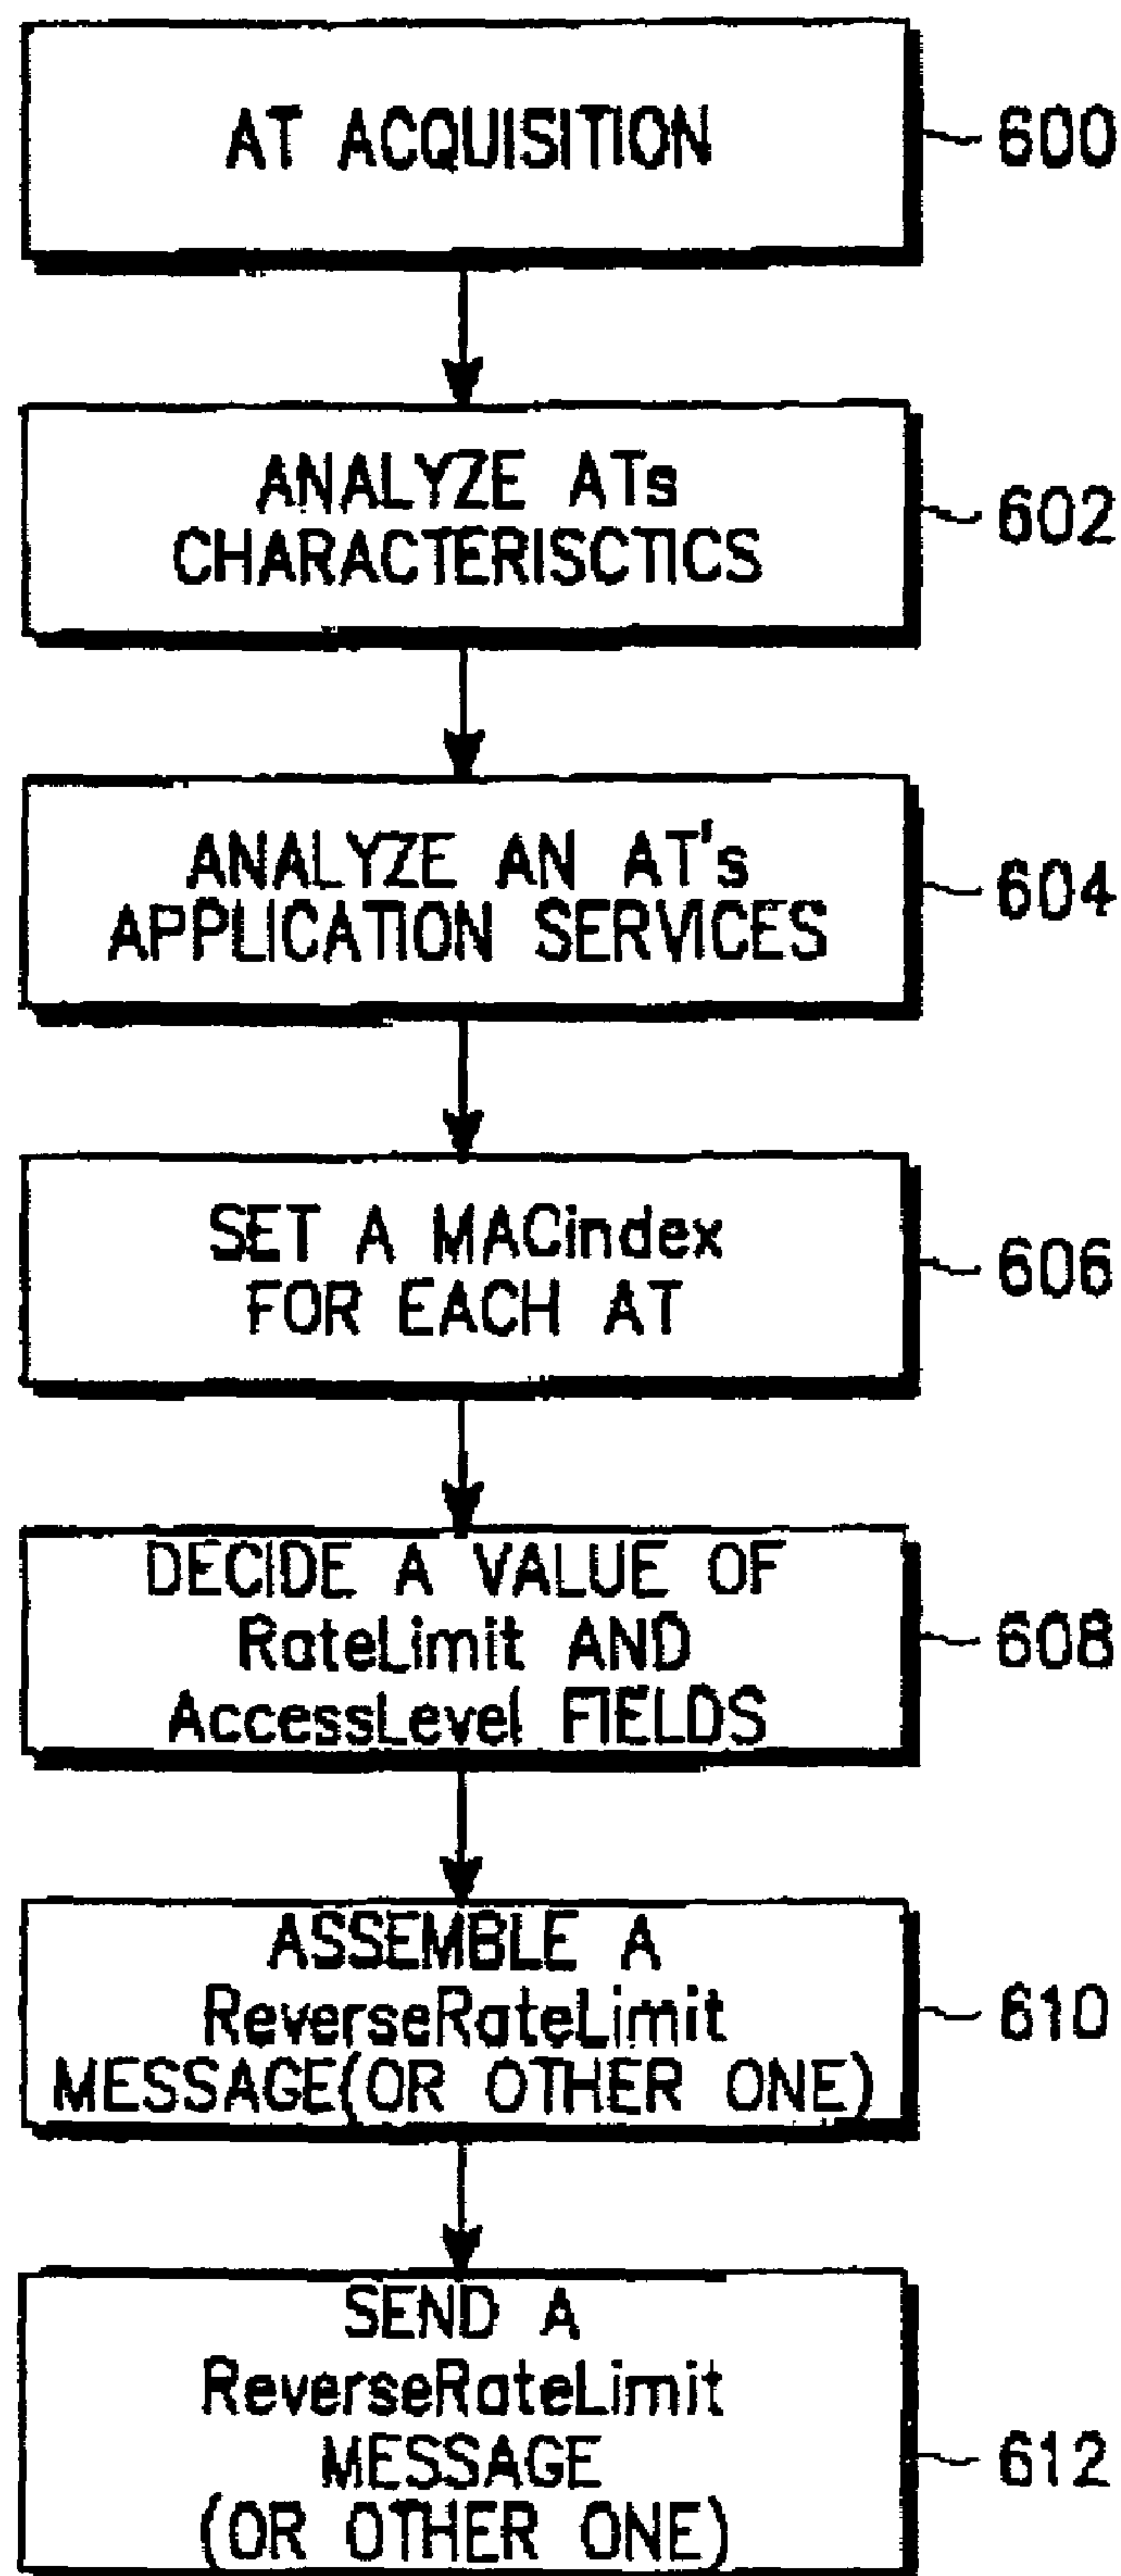 AT ACQUISITION
600
ANALYZE ATs
CHARACTERISCTICS
602
ANALYZE AN AT's
APPLICATION SERVICES
604
SET A MACindex
FOR EACH AT
606
DECIDE A VALUE OF
RateLimit AND
AccessLevel FIELDS
608
ASSEMBLE A
ReverseRateLimit
MESSAGE(OR OTHER ONE)
610
SEND A
ReverseRateLimit
MESSAGE
(OR OTHER ONE)
612